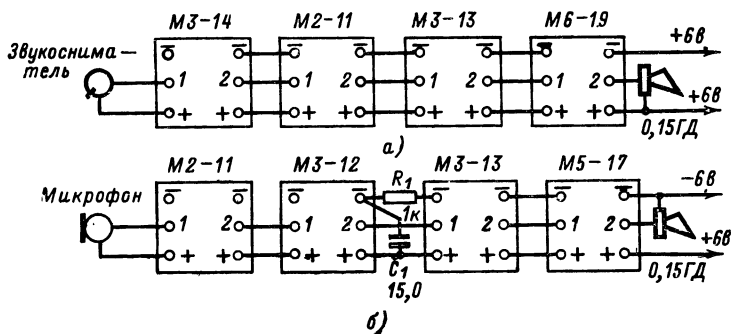 М3-14 М2-11 М3-13 М6-19
Звукоснима-
тель
− − − − − − − − +6в
1 2 1 2 1 2 1 2
+ + + + + + + + +6в
0,15ГД
а)
М2-11 М3-12 М3-13 М5-17
Микрофон
− − − − R₁ − − − − −6в
1к
1 2 1 2 1 2 1 2
+ + + + + + + + +6в
C₁
15,0
0,15ГД
б)